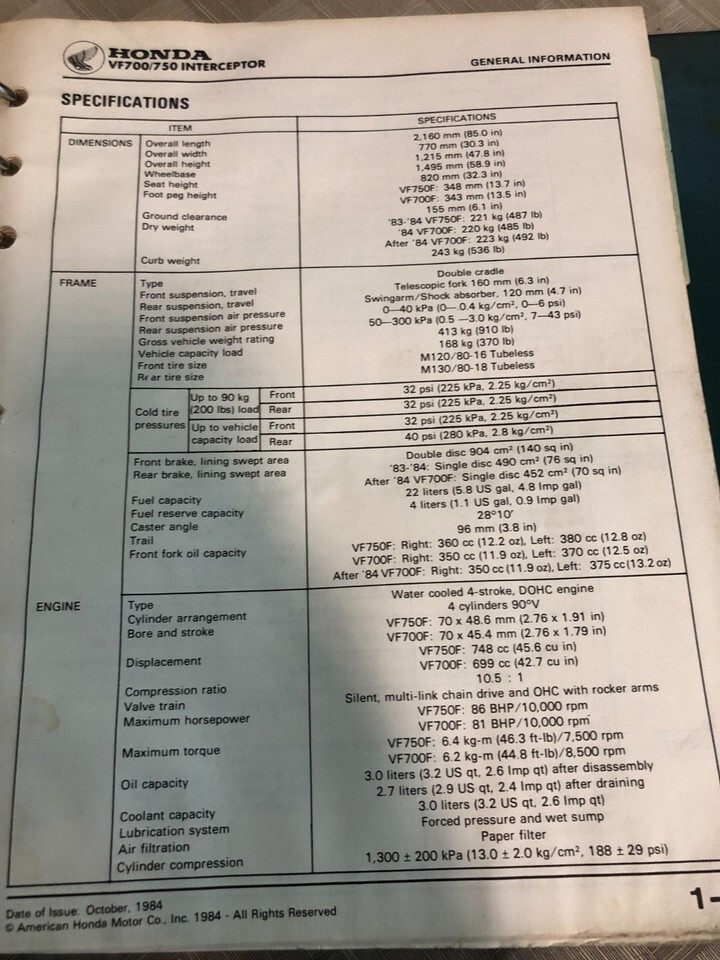 HONDA
VF700/750 INTERCEPTOR
GENERAL INFORMATION
SPECIFICATIONS
ITEM SPECIFICATIONS
DIMENSIONS Overall length 2,160 mm (85.0 in)
Overall width 770 mm (30.3 in)
Overall height 1,215 mm (47.8 in)
Wheelbase 1,495 mm (58.9 in)
Seat height 820 mm (32.3 in)
Foot peg height VF750F: 348 mm (13.7 in)
VF700F: 343 mm (13.5 in)
Ground clearance 155 mm (6.1 in)
Dry weight '83-'84 VF750F: 221 kg (487 lb)
'84 VF700F: 220 kg (485 lb)
After '84 VF700F: 223 kg (492 lb)
Curb weight 243 kg (536 lb)
FRAME Type Double cradle
Front suspension, travel Telescopic fork 160 mm (6.3 in)
Rear suspension, travel Swingarm/Shock absorber, 120 mm (4.7 in)
Front suspension air pressure 0—40 kPa (0—.0.4 kg/cm², 0—6 psi)
Rear suspension air pressure 50—300 kPa (0.5 —3.0 kg/cm², 7—43 psi)
Gross vehicle weight rating 413 kg (910 lb)
Vehicle capacity load 168 kg (370 lb)
Front tire size M120/80-16 Tubeless
Rear tire size M130/80-18 Tubeless
Cold tire pressures Up to 90 kg (200 lbs) load Front 32 psi (225 kPa, 2.25 kg/cm²)
Rear 32 psi (225 kPa, 2.25 kg/cm²)
Up to vehicle capacity load Front 32 psi (225 kPa, 2.25 kg/cm²)
Rear 40 psi (280 kPa, 2.8 kg/cm²)
Front brake, lining swept area Double disc 904 cm² (140 sq in)
Rear brake, lining swept area '83-'84: Single disc 490 cm² (76 sq in)
After '84 VF700F: Single disc 452 cm² (70 sq in)
Fuel capacity 22 liters (5.8 US gal, 4.8 Imp gal)
Fuel reserve capacity 4 liters (1.1 US gal, 0.9 Imp gal)
Caster angle 28°10'
Trail 96 mm (3.8 in)
Front fork oil capacity VF750F: Right: 360 cc (12.2 oz), Left: 380 cc (12.8 oz)
VF700F: Right: 350 cc (11.9 oz), Left: 370 cc (12.5 oz)
After '84 VF700F: Right: 350 cc (11.9 oz), Left: 375 cc (13.2 oz)
ENGINE Type Water cooled 4-stroke, DOHC engine
Cylinder arrangement 4 cylinders 90°V
Bore and stroke VF750F: 70 x 48.6 mm (2.76 x 1.91 in)
VF700F: 70 x 45.4 mm (2.76 x 1.79 in)
Displacement VF750F: 748 cc (45.6 cu in)
VF700F: 699 cc (42.7 cu in)
Compression ratio 10.5 : 1
Valve train Silent, multi-link chain drive and OHC with rocker arms
Maximum horsepower VF750F: 86 BHP/10,000 rpm
VF700F: 81 BHP/10,000 rpm
Maximum torque VF750F: 6.4 kg-m (46.3 ft-lb)/7,500 rpm
VF700F: 6.2 kg-m (44.8 ft-lb)/8,500 rpm
Oil capacity 3.0 liters (3.2 US qt, 2.6 Imp qt) after disassembly
2.7 liters (2.9 US qt, 2.4 Imp qt) after draining
Coolant capacity 3.0 liters (3.2 US qt, 2.6 Imp qt)
Lubrication system Forced pressure and wet sump
Air filtration Paper filter
Cylinder compression 1,300 ± 200 kPa (13.0 ± 2.0 kg/cm², 188 ± 29 psi)
Date of Issue: October, 1984
© American Honda Motor Co., Inc. 1984 - All Rights Reserved
1-